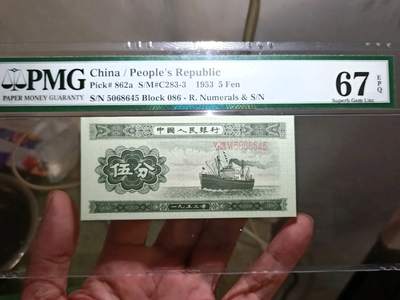 PMG
PAPER MONEY GUARANTY
China / People's Republic
Pick# 862a S/M#C283-3 1953 5 Fen
S/N 5068645 Block 086 - R. Numerals & S/N
67
EPQ
Superb Gem Unc
中国人民银行
5068645
伍分
一九五三年